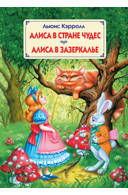 Льюис Кэрролл
АЛИСА В СТРАНЕ ЧУДЕС
АЛИСА В ЗАЗЕРКАЛЬЕ